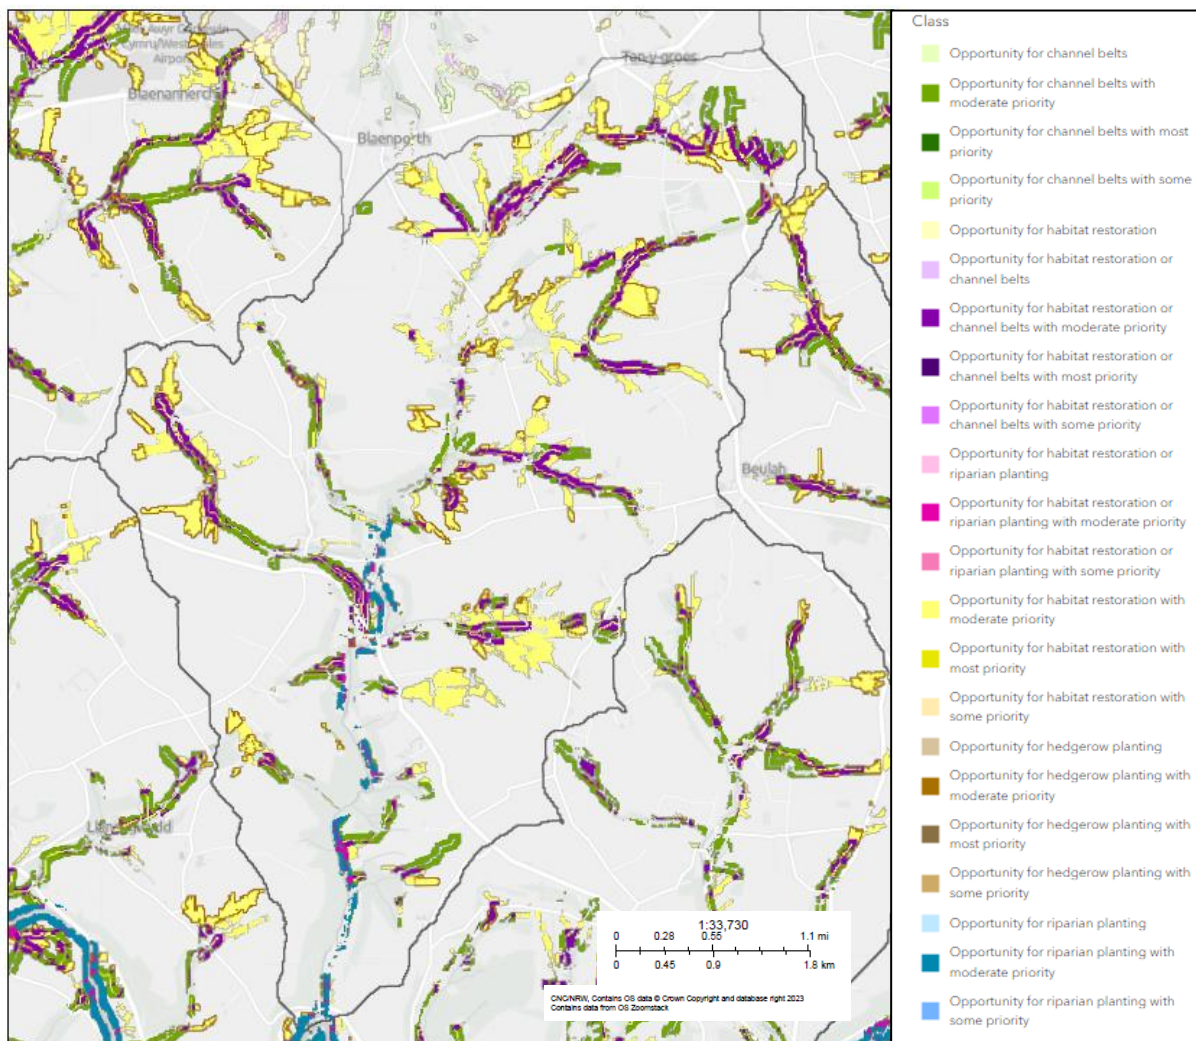 Cymru/West Wales
Airport
Blaenannerch
Blaenporth
Tan-y-groes
Beulah
1:33,730
0 0.28 0.55 1.1 mi
0 0.45 0.9 1.8 km
CNC/NRW, Contains OS data © Crown Copyright and database right 2023
Contains data from OS Zoomstack
Class
Opportunity for channel belts
Opportunity for channel belts with
moderate priority
Opportunity for channel belts with most
priority
Opportunity for channel belts with some
priority
Opportunity for habitat restoration
Opportunity for habitat restoration or
channel belts
Opportunity for habitat restoration or
channel belts with moderate priority
Opportunity for habitat restoration or
channel belts with most priority
Opportunity for habitat restoration or
channel belts with some priority
Opportunity for habitat restoration or
riparian planting
Opportunity for habitat restoration or
riparian planting with moderate priority
Opportunity for habitat restoration or
riparian planting with some priority
Opportunity for habitat restoration with
moderate priority
Opportunity for habitat restoration with
most priority
Opportunity for habitat restoration with
some priority
Opportunity for hedgerow planting
Opportunity for hedgerow planting with
moderate priority
Opportunity for hedgerow planting with
most priority
Opportunity for hedgerow planting with
some priority
Opportunity for riparian planting
Opportunity for riparian planting with
moderate priority
Opportunity for riparian planting with
some priority